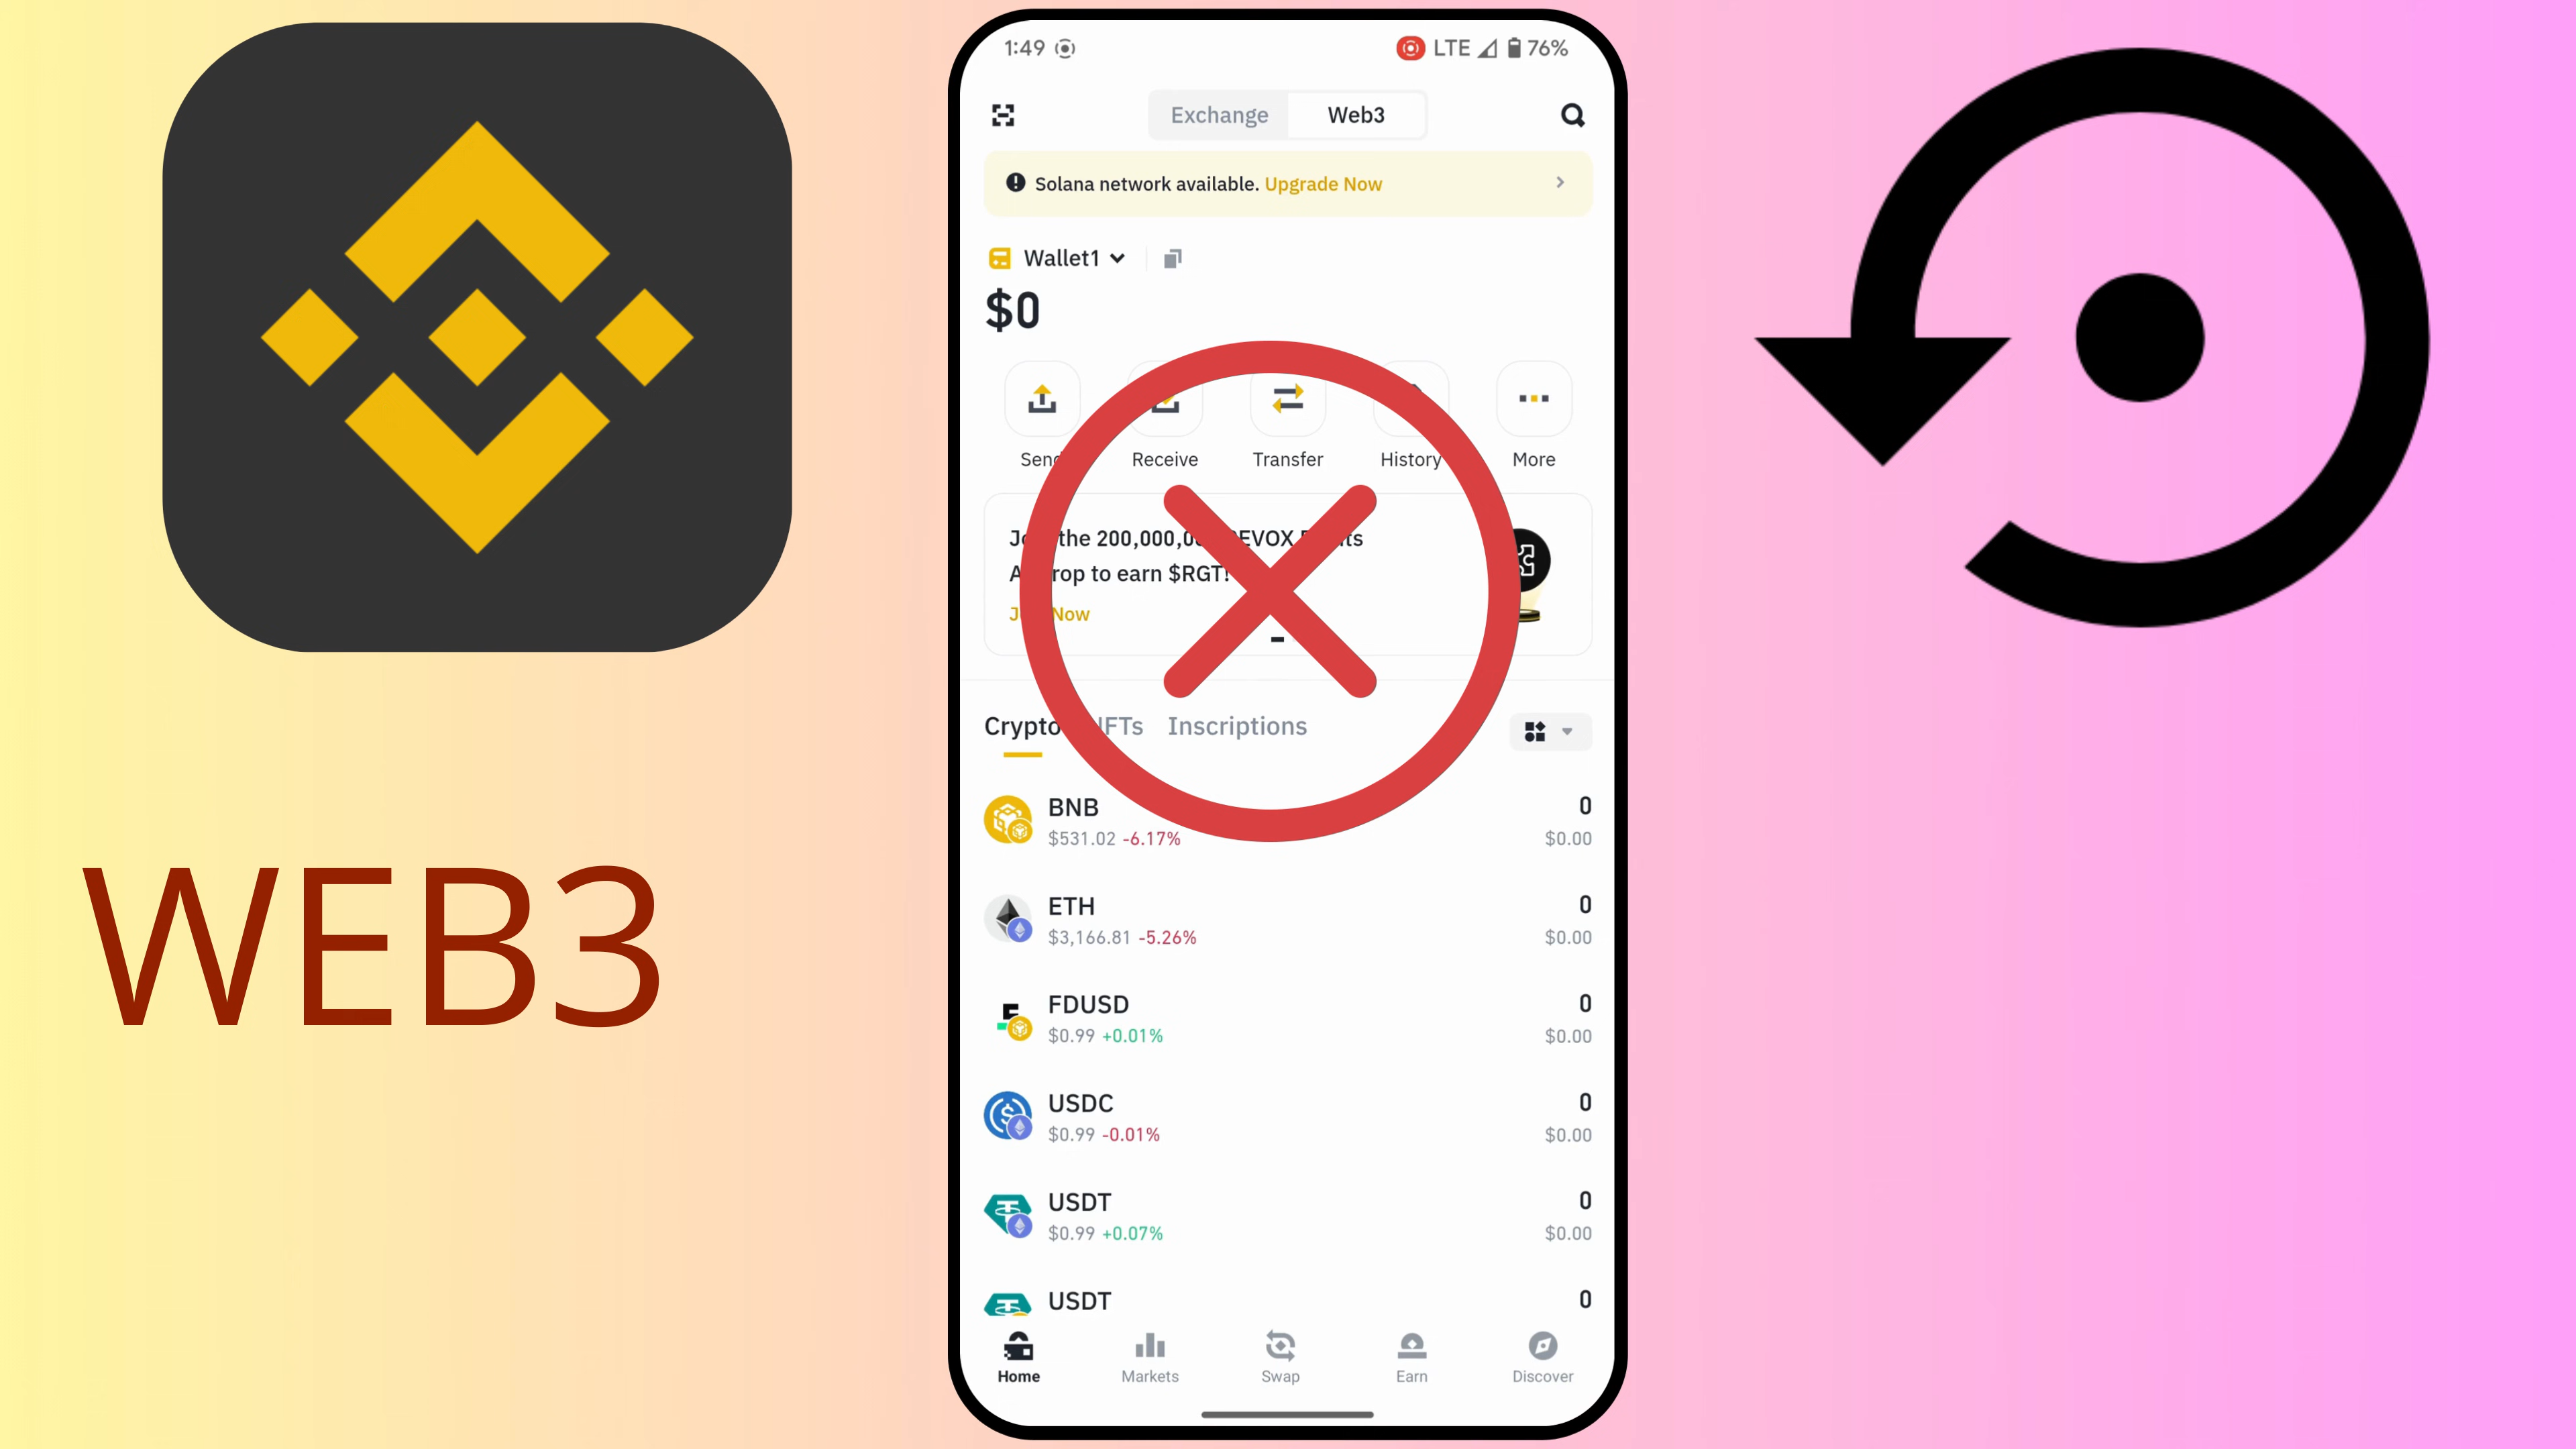 1:49
LTE
76%
Exchange Web3
Solana network available. Upgrade Now
Wallet1
$0
Receive Transfer History More
the 200,000,
to earn $RGT!
Now
Crypto
Inscriptions
BNB 0
$531.02 -6.17% $0.00
ETH 0
$3,166.81 -5.26% $0.00
FDUSD 0
$0.99 +0.01% $0.00
USDC 0
$0.99 -0.01% $0.00
USDT 0
$0.99 +0.07% $0.00
USDT 0
Home Markets Swap Earn Discover
WEB3